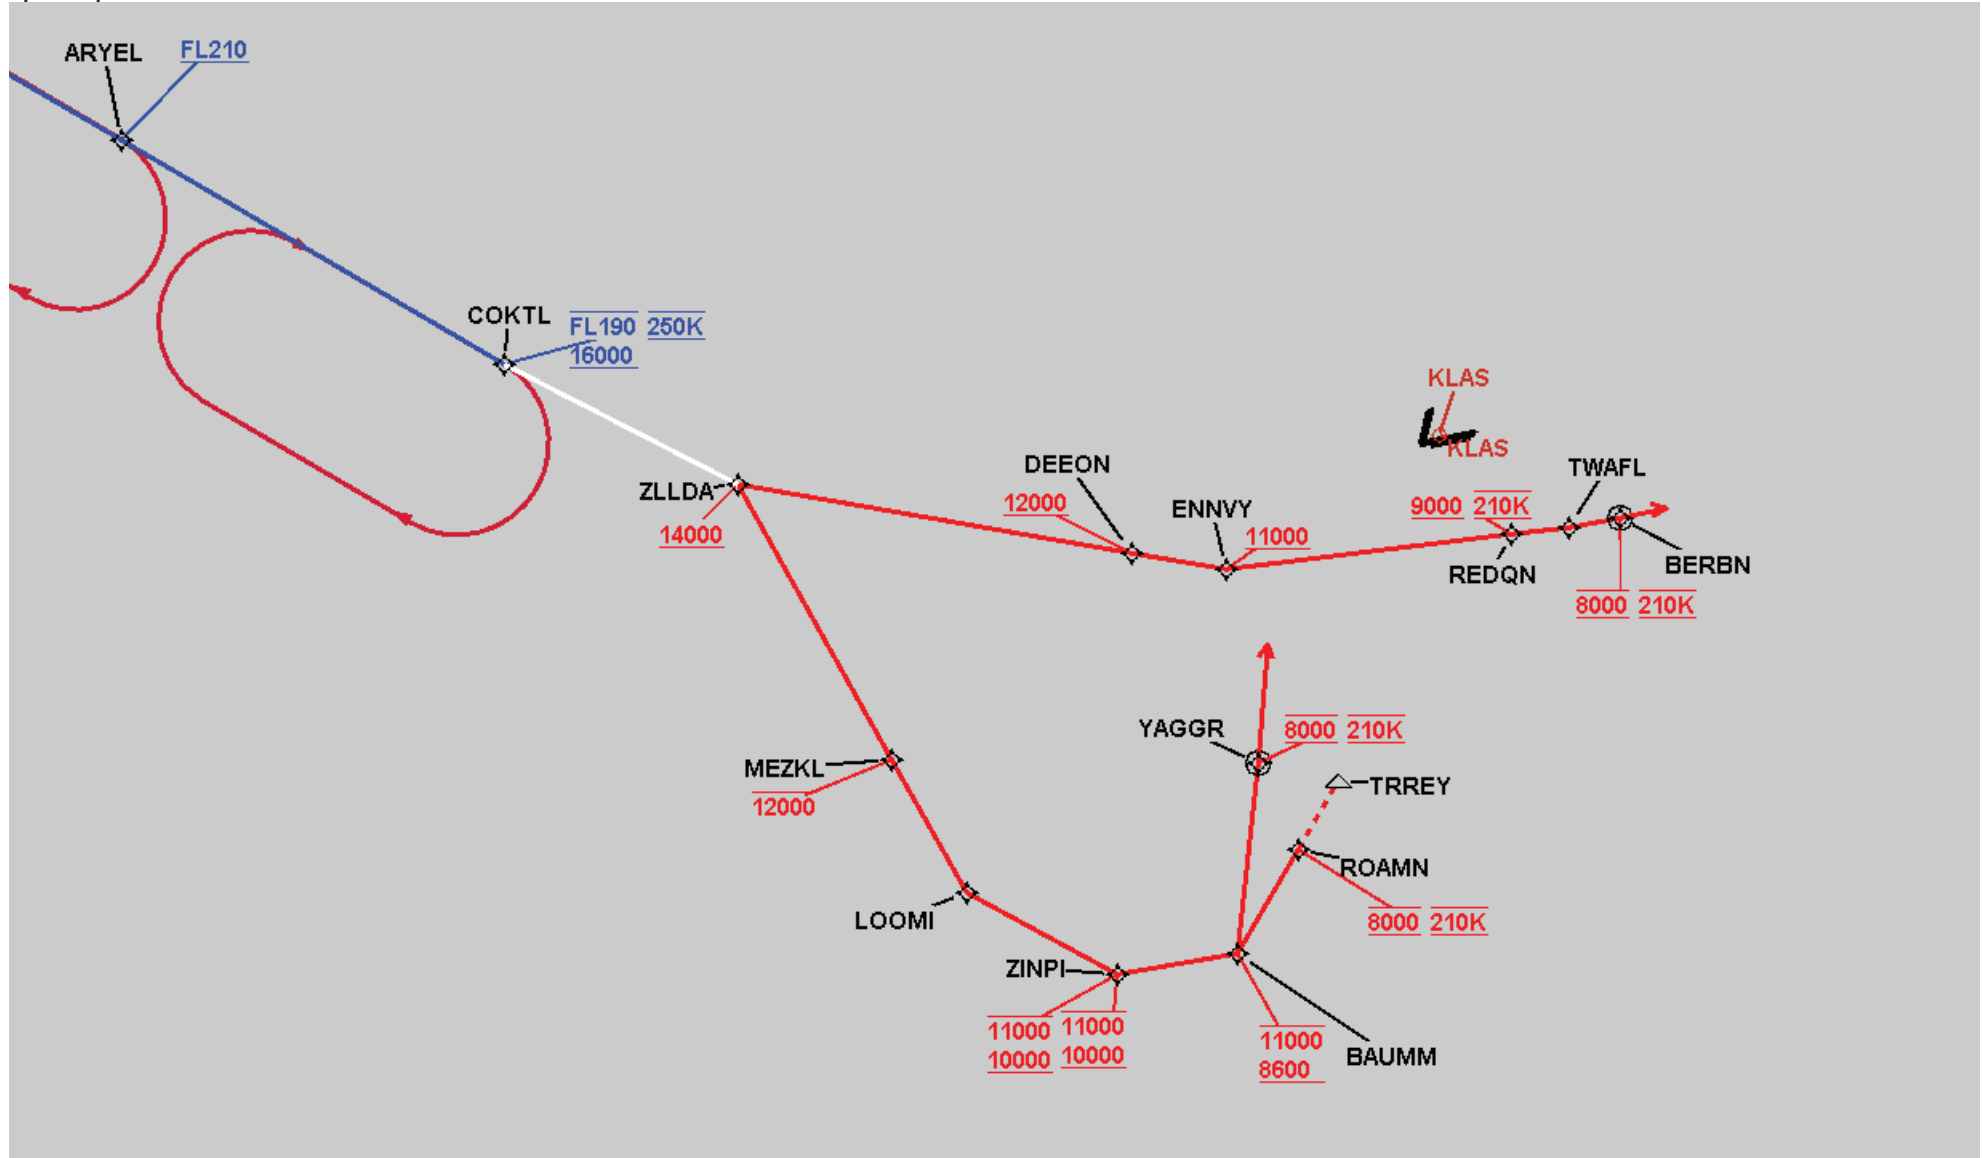 ARYEL
FL210
COKTL
FL190 250K
16000
KLAS
KLAS
ZLLDA
14000
DEEON
12000
ENNVY
11000
TWAFL
9000 210K
REDQN
BERBN
8000 210K
YAGGR
8000 210K
MEZKL
12000
TRREY
ROAMN
8000 210K
LOOMI
ZINPI
11000
10000
11000
10000
11000
8600
BAUMM